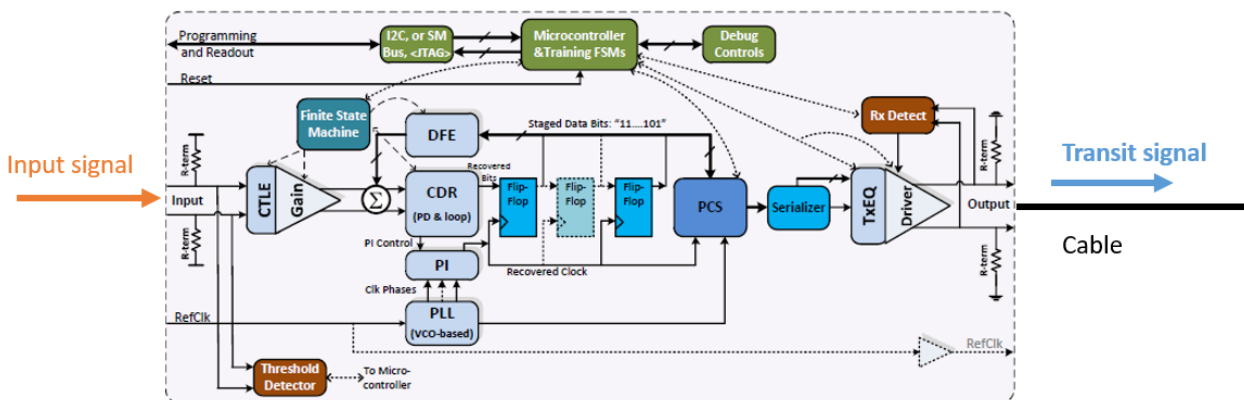 Programming
and Readout
I2C, or SM
Bus, <JTAG>
Microcontroller
&Training FSMs
Debug
Controls
Reset
Finite State
Machine
DFE
Staged Data Bits: "11....101"
Rx Detect
Input signal
Transit signal
R-term
R-term
Input
CTLE
Gain
Σ
CDR
(PD & loop)
Recovered
Bits
Flip-
Flop
Flip-
Flop
Flip-
Flop
PCS
Serializer
TxEQ
Driver
Output
R-term
R-term
Cable
PI Control
PI
Recovered Clock
Clk Phases
RefClk
PLL
(VCO-based)
RefClk
Threshold
Detector
To Micro-
controller